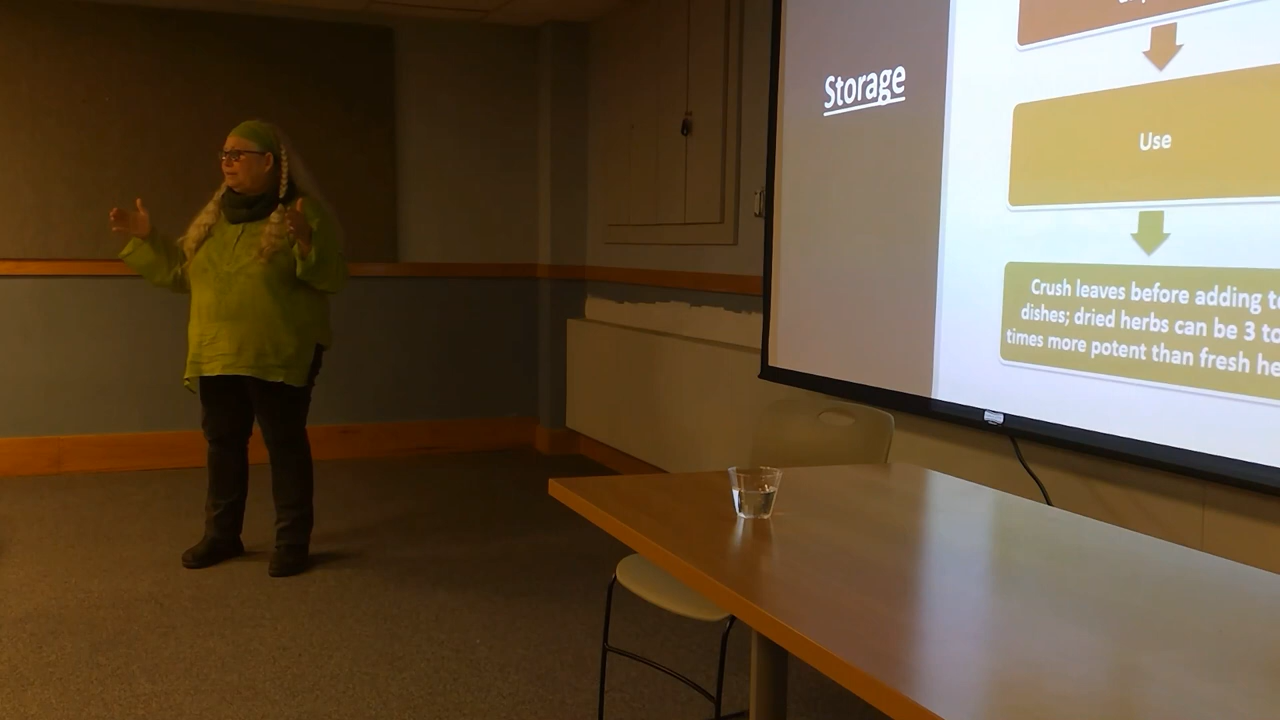 Storage
Use
Crush leaves before adding
dishes; dried herbs can be 3
times more potent than fresh